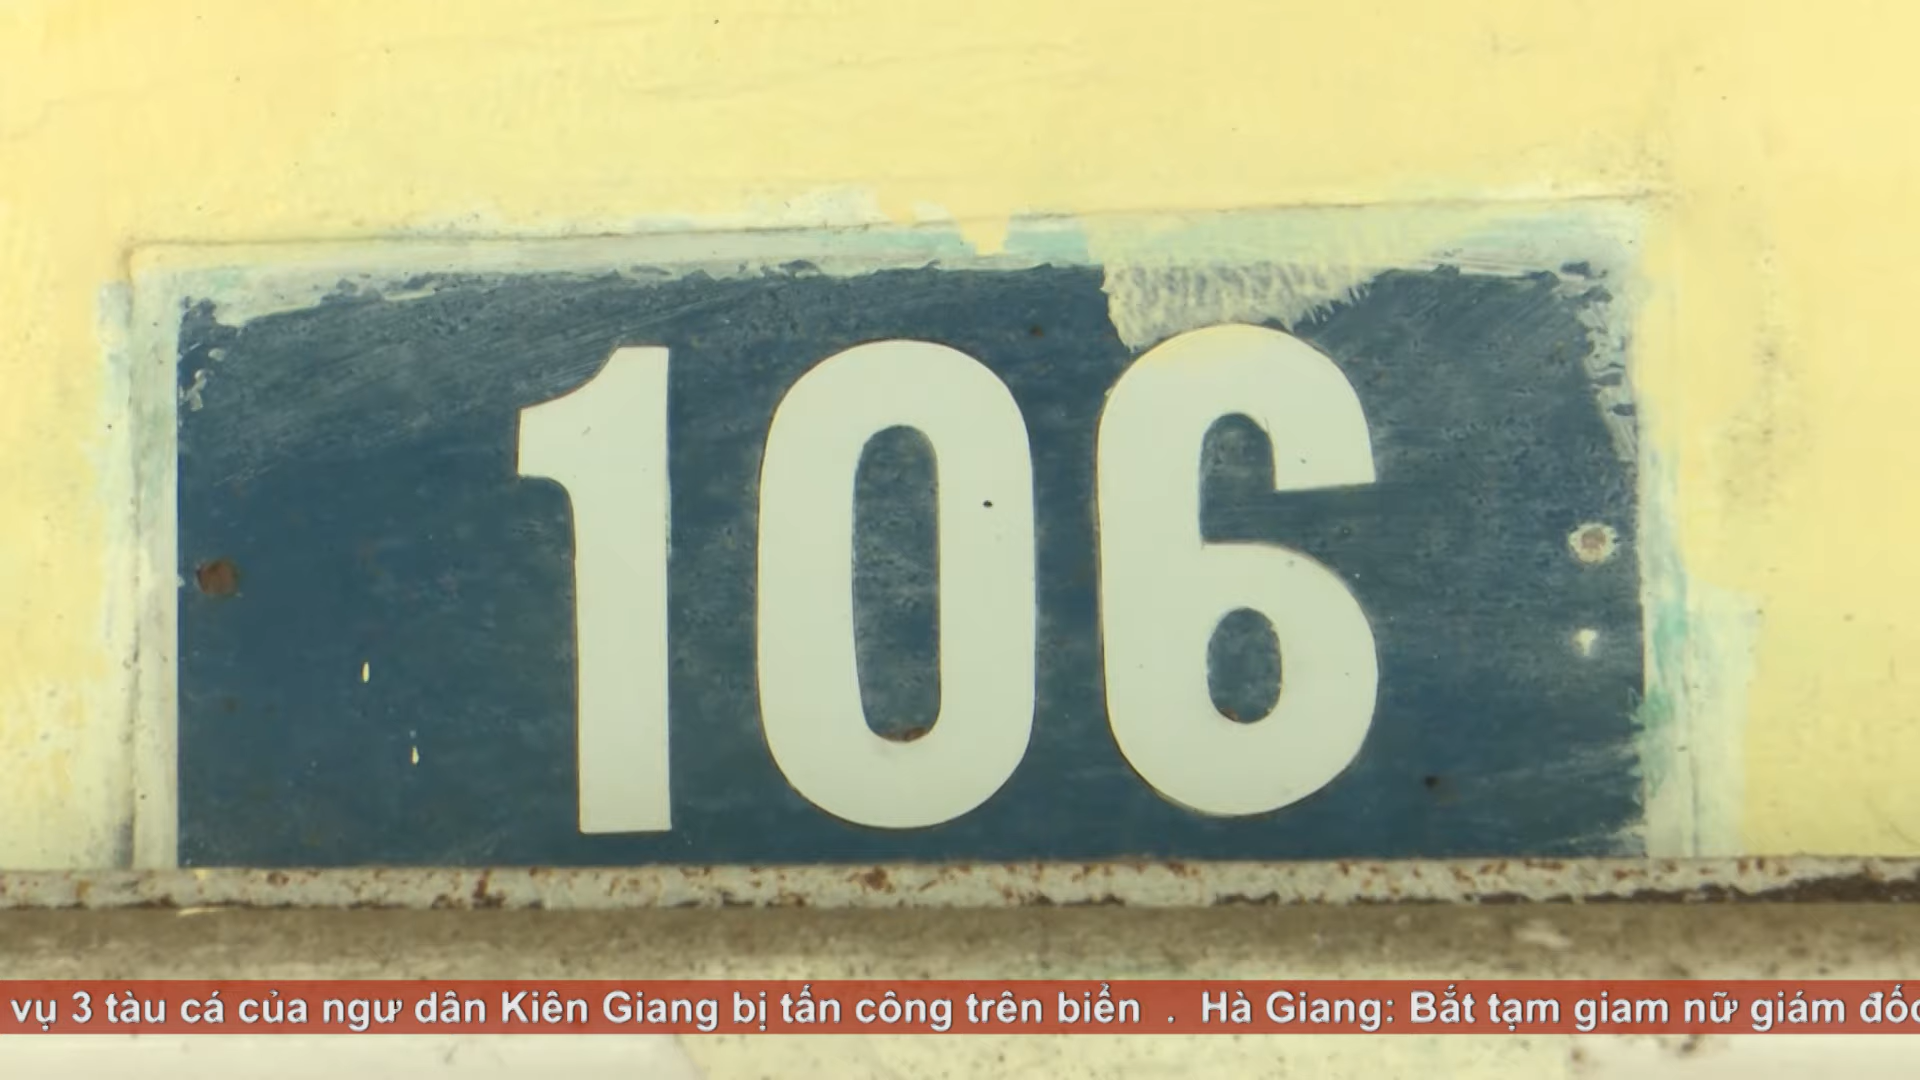 106
vụ 3 tàu cá của ngư dân Kiên Giang bị tấn công trên biển . Hà Giang: Bắt tạm giam nữ giám đốc